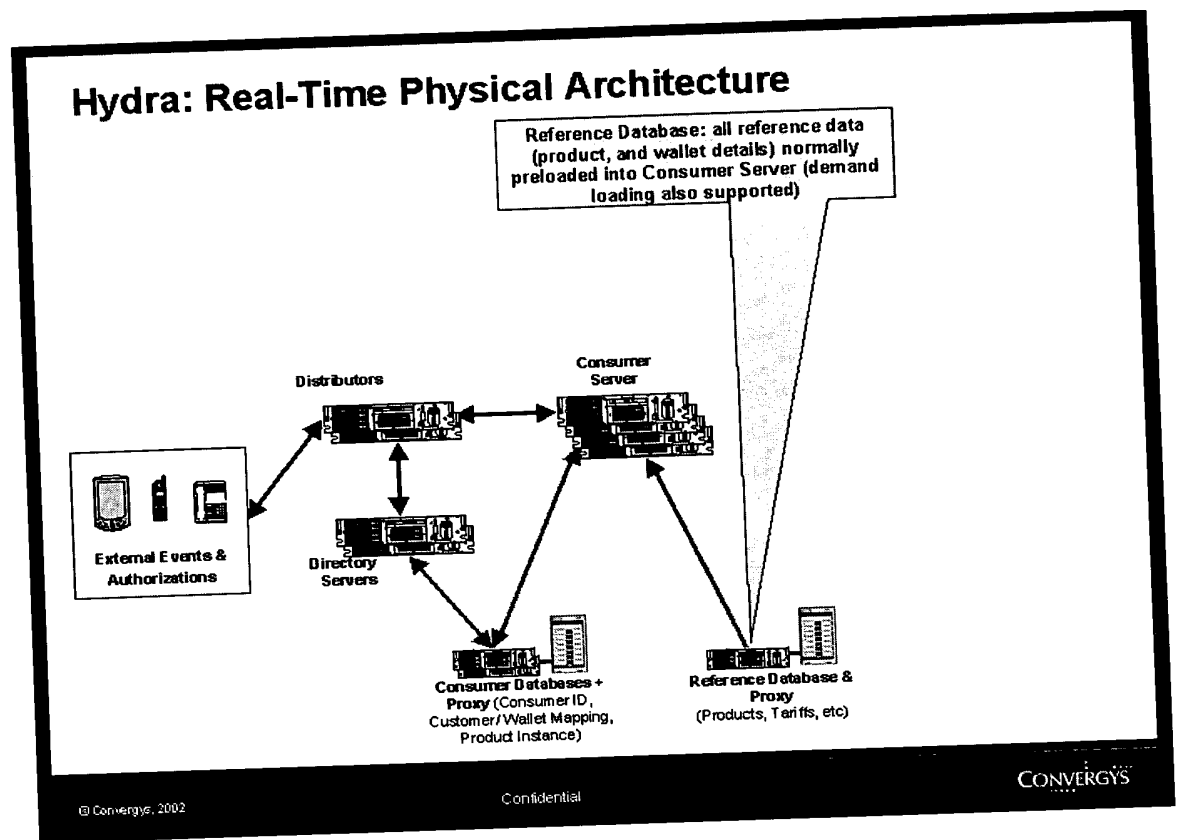 Hydra: Real-Time Physical Architecture
Reference Database: all reference data
(product, and wallet details) normally
preloaded into Consumer Server (demand
loading also supported)
Consumer
Server
Distributors
External Events &
Authorizations
Directory
Servers
Consumer Databases +
Proxy (Consumer ID,
Customer/Wallet Mapping,
Product Instance)
Reference Database &
Proxy
(Products, Tariffs, etc)
© Convergys, 2002
Confidential
CONVERGYS